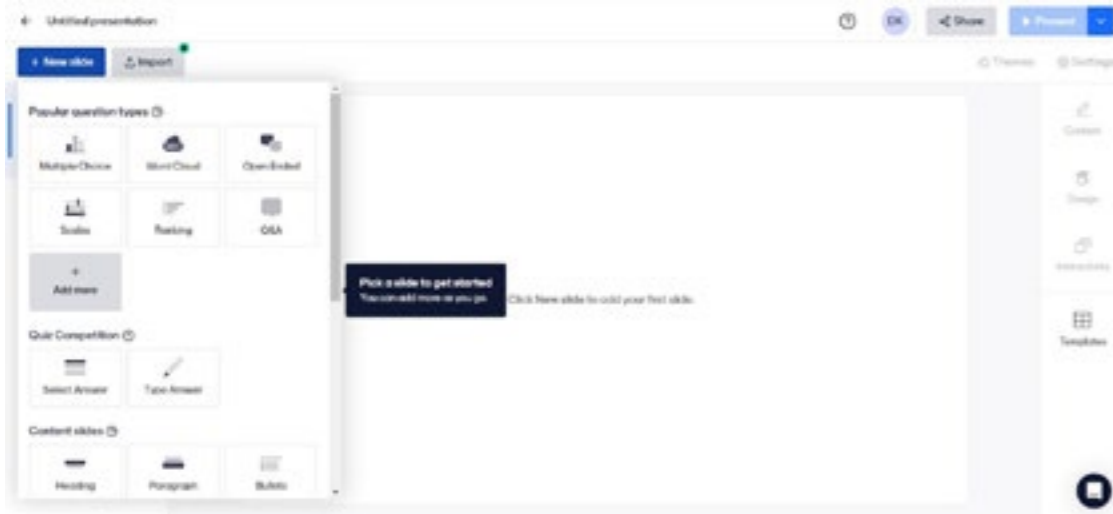 Untitled presentation
DK
Share
Present
+ New slide
Import
Themes
Settings
Popular question types
Multiple Choice
Word Cloud
Open Ended
Scales
Ranking
Q&A
+
Add more
Pick a slide to get started
You can add more as you go.
Click New slide to add your first slide.
Quiz Competition
Select Answer
Type Answer
Content slides
Heading
Paragraph
Bullets
Content
Design
Interactivity
Templates